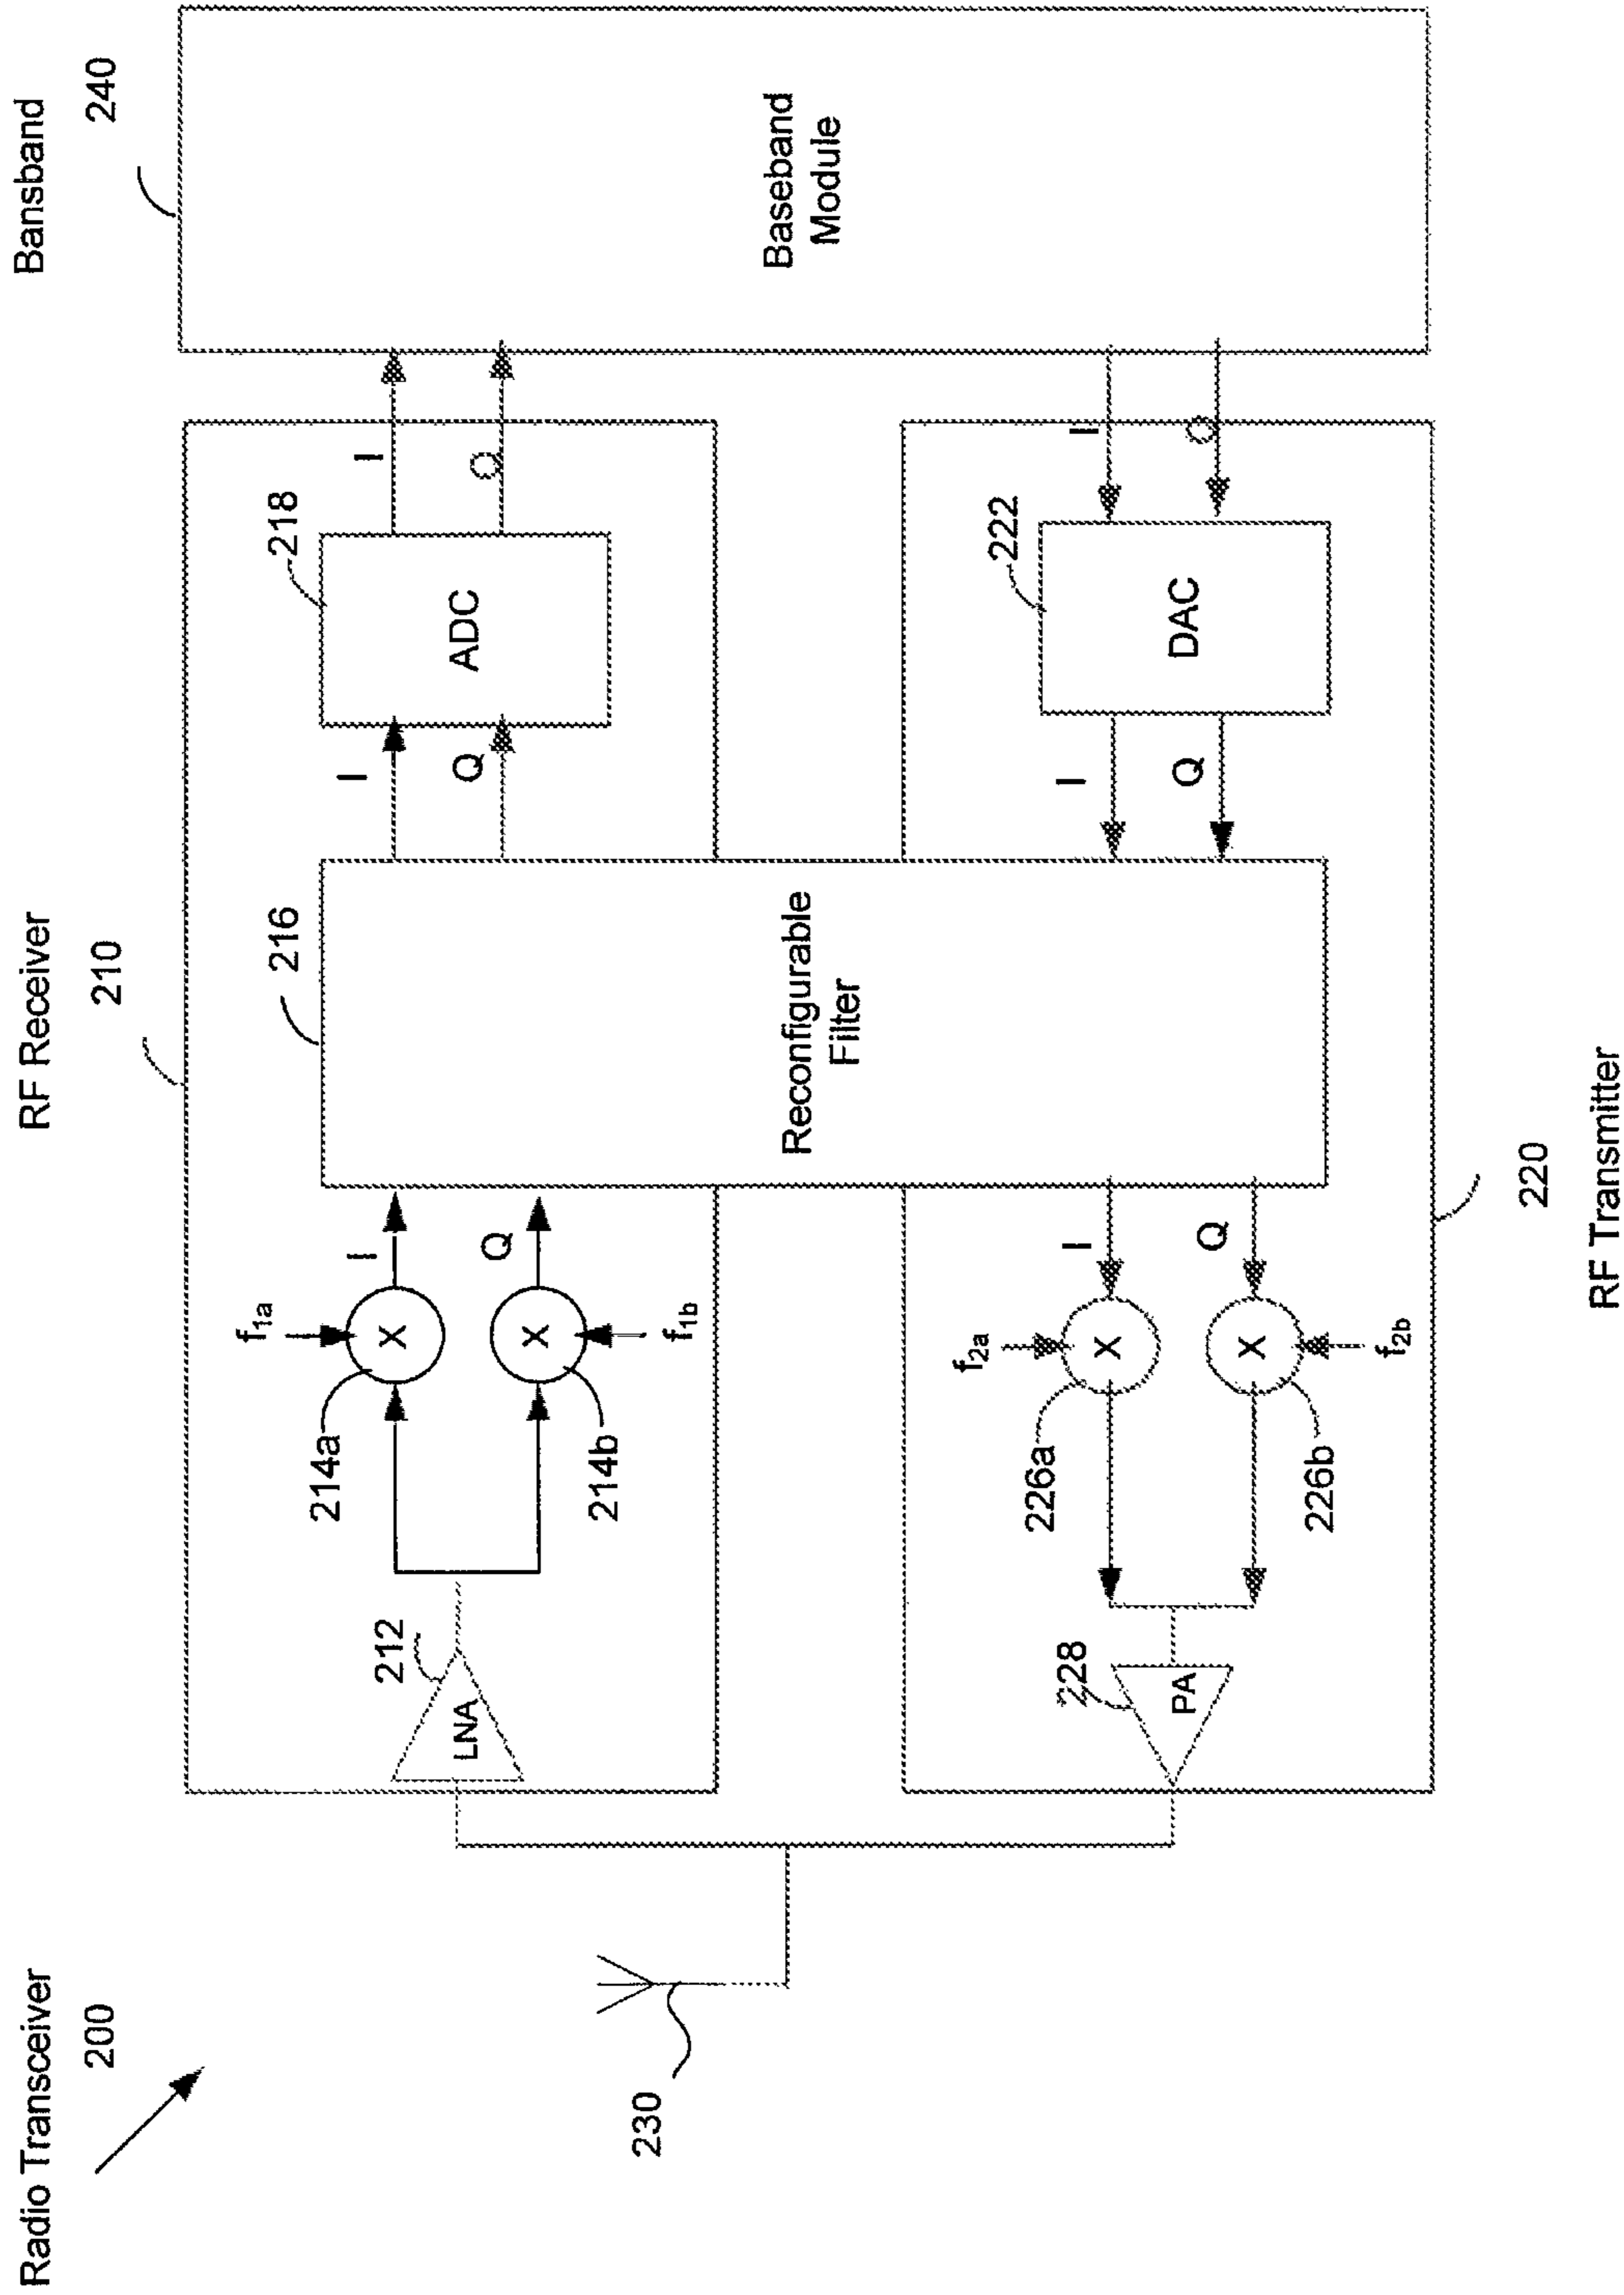 Radio Transceiver
200
RF Receiver
210
Bansband
240
212
LNA
214a
f1a
X
I
214b
f1b
X
Q
216
Reconfigurable
Filter
I
Q
218
ADC
I
Q
Baseband
Module
230
228
PA
226a
f2a
X
I
226b
f2b
X
Q
I
Q
222
DAC
I
Q
220
RF Transmitter